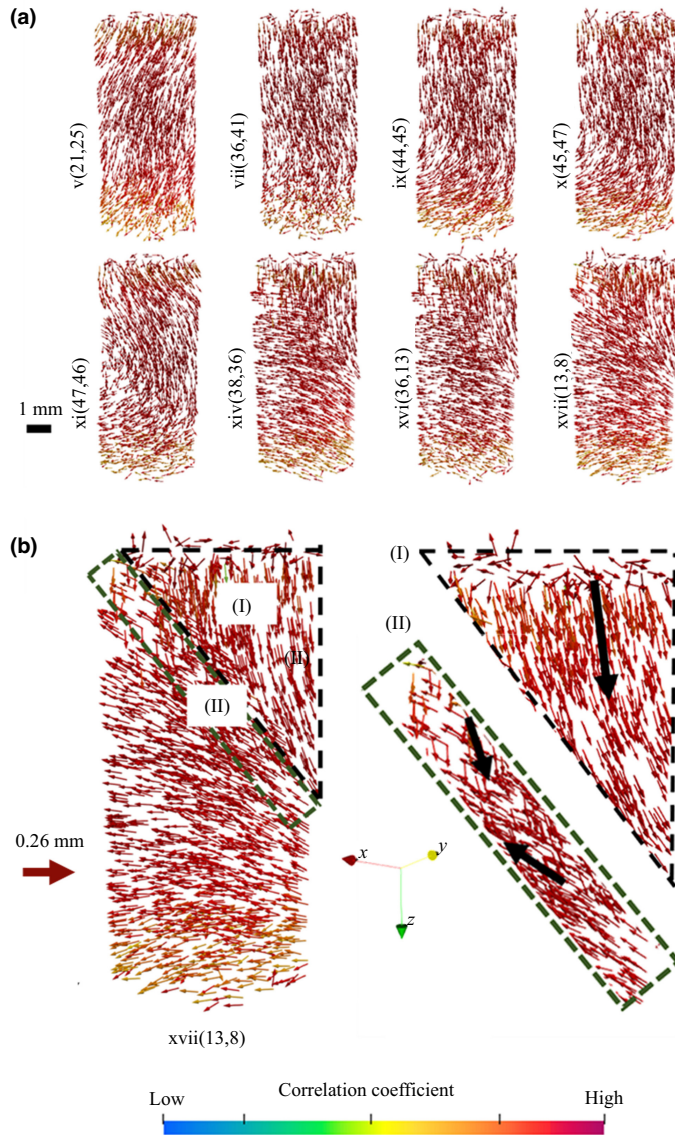 (a)
v(21,25)
vii(36,41)
ix(44,45)
x(45,47)
xi(47,46)
xiv(38,36)
xvi(36,13)
xvii(13,8)
1 mm
(b)
(I)
(II)
(II)
(I)
(II)
0.26 mm
x
y
z
xvii(13,8)
Correlation coefficient
Low
High